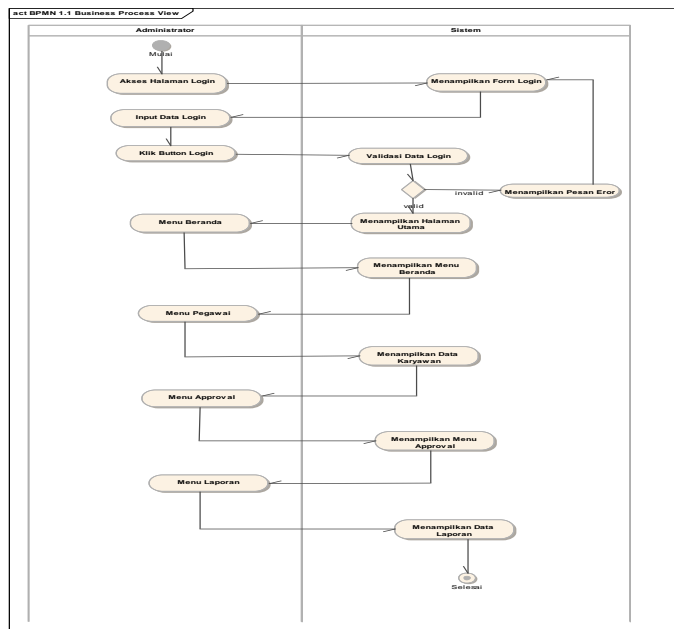 act BPMN 1.1 Business Process View
Administrator
Sistem
Mulai
Akses Halaman Login
Menampilkan Form Login
Input Data Login
Klik Button Login
Validasi Data Login
invalid
Menampilkan Pesan Eror
valid
Menu Beranda
Menampilkan Halaman
Utama
Menampilkan Menu
Beranda
Menu Pegawai
Menampilkan Data
Karyawan
Menu Approval
Menampilkan Menu
Approval
Menu Laporan
Menampilkan Data
Laporan
Selesai